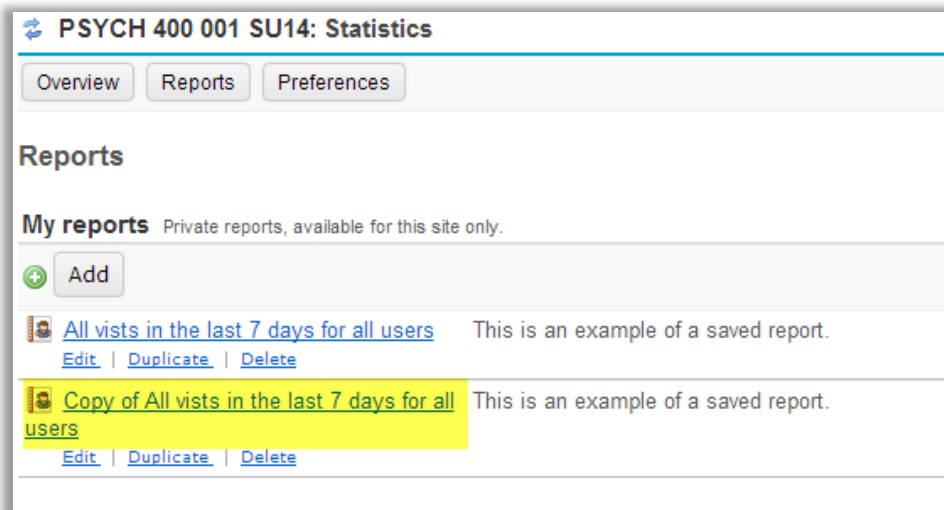 PSYCH 400 001 SU14: Statistics
Overview Reports Preferences
Reports
My reports Private reports, available for this site only.
Add
All vists in the last 7 days for all users This is an example of a saved report.
Edit | Duplicate | Delete
Copy of All vists in the last 7 days for all This is an example of a saved report.
users
Edit | Duplicate | Delete